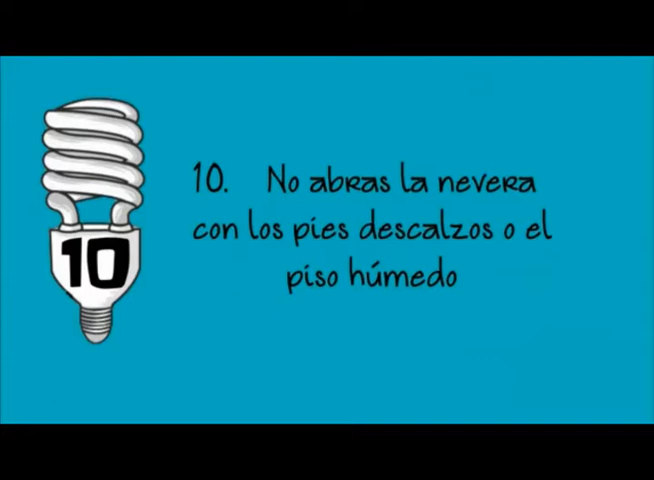 10
10. No abras la nevera
con los pies descalzos o el
piso húmedo